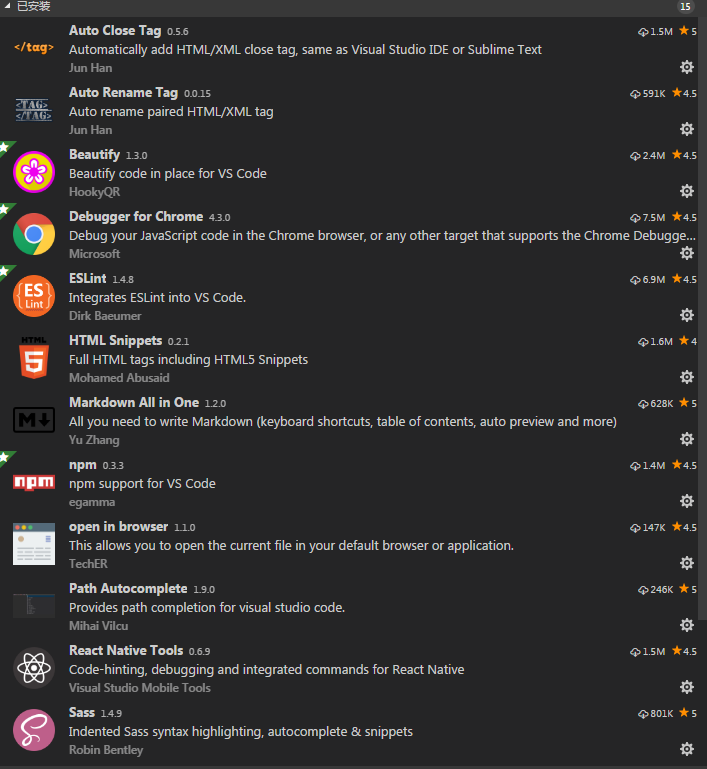 已安装 15
Auto Close Tag 0.5.6 1.5M 5
</tag>
Automatically add HTML/XML close tag, same as Visual Studio IDE or Sublime Text
Jun Han
Auto Rename Tag 0.0.15 591K 4.5
<TAG>
</TAG>
Auto rename paired HTML/XML tag
Jun Han
Beautify 1.3.0 2.4M 4.5
Beautify code in place for VS Code
HookyQR
Debugger for Chrome 4.3.0 7.5M 4.5
Debug your JavaScript code in the Chrome browser, or any other target that supports the Chrome Debugge...
Microsoft
ESLint 1.4.8 6.9M 4.5
{ES}
Lint
Integrates ESLint into VS Code.
Dirk Baeumer
HTML Snippets 0.2.1 1.6M 4
HTML
5
Full HTML tags including HTML5 Snippets
Mohamed Abusaid
Markdown All in One 1.2.0 628K 5
M
All you need to write Markdown (keyboard shortcuts, table of contents, auto preview and more)
Yu Zhang
npm 0.3.3 1.4M 4.5
npm
npm support for VS Code
egamma
open in browser 1.1.0 147K 4.5
This allows you to open the current file in your default browser or application.
TechER
Path Autocomplete 1.9.0 246K 5
Provides path completion for visual studio code.
Mihai Vilcu
React Native Tools 0.6.9 1.5M 4.5
Code-hinting, debugging and integrated commands for React Native
Visual Studio Mobile Tools
Sass 1.4.9 801K 5
Indented Sass syntax highlighting, autocomplete & snippets
Robin Bentley